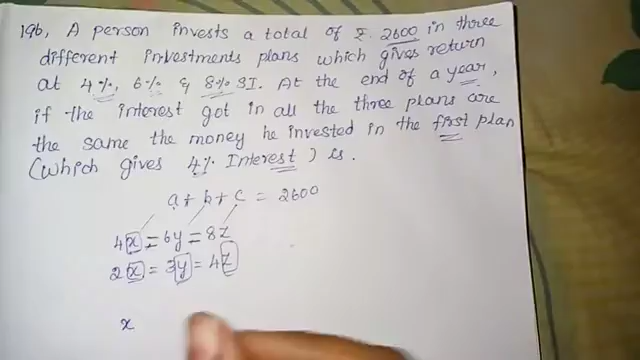 196, A person invests a total of ₹. 2600 in three
different investments plans which gives return
at 4%, 6% & 8% SI. At the end of a year,
if the interest got in all the three plans are
the same the money he invested in the first plan
(which gives 4% Interest) is.
a + b + c = 2600
4x = 6y = 8z
2x = 3y = 4z
x